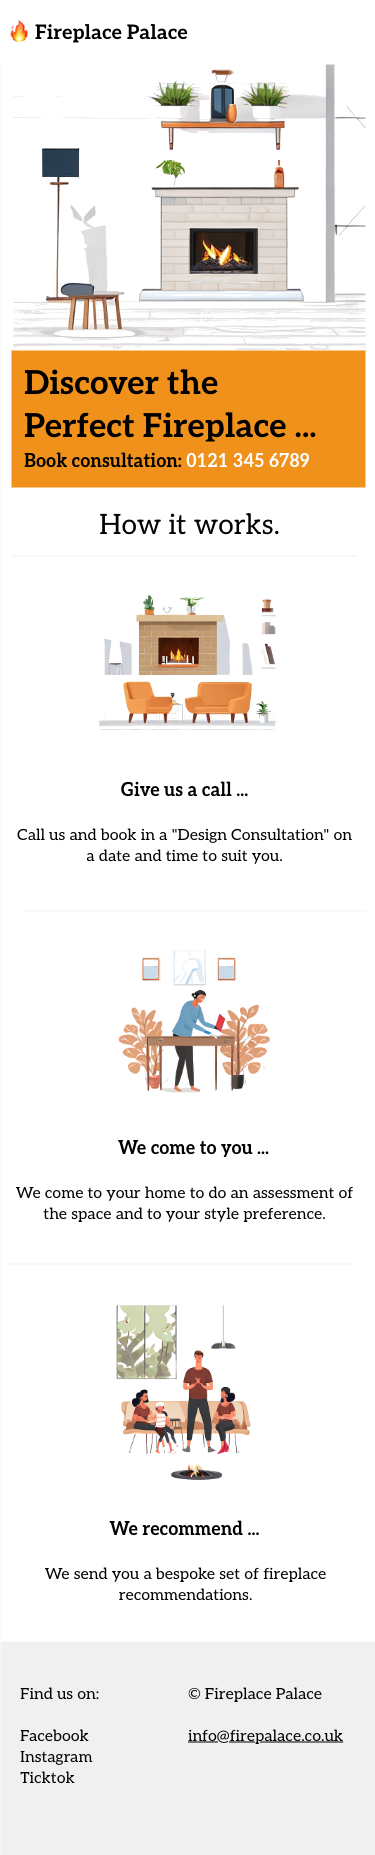 Fireplace Palace
Discover the
Perfect Fireplace ...
Book consultation: 0121 345 6789
How it works.
Give us a call ...
Call us and book in a "Design Consultation" on
a date and time to suit you.
We come to you ...
We come to your home to do an assessment of
the space and to your style preference.
We recommend ...
We send you a bespoke set of fireplace
recommendations.
Find us on:
Facebook
Instagram
Ticktok
© Fireplace Palace
info@firepalace.co.uk